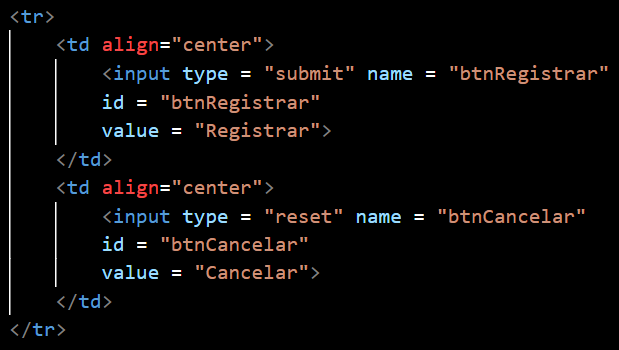 <tr>
    <td align="center">
        <input type = "submit" name = "btnRegistrar"
        id = "btnRegistrar"
        value = "Registrar">
    </td>
    <td align="center">
        <input type = "reset" name = "btnCancelar"
        id = "btnCancelar"
        value = "Cancelar">
    </td>
</tr>